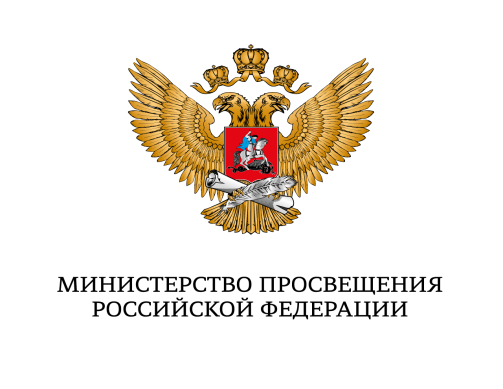 МИНИСТЕРСТВО ПРОСВЕЩЕНИЯ
РОССИЙСКОЙ ФЕДЕРАЦИИ